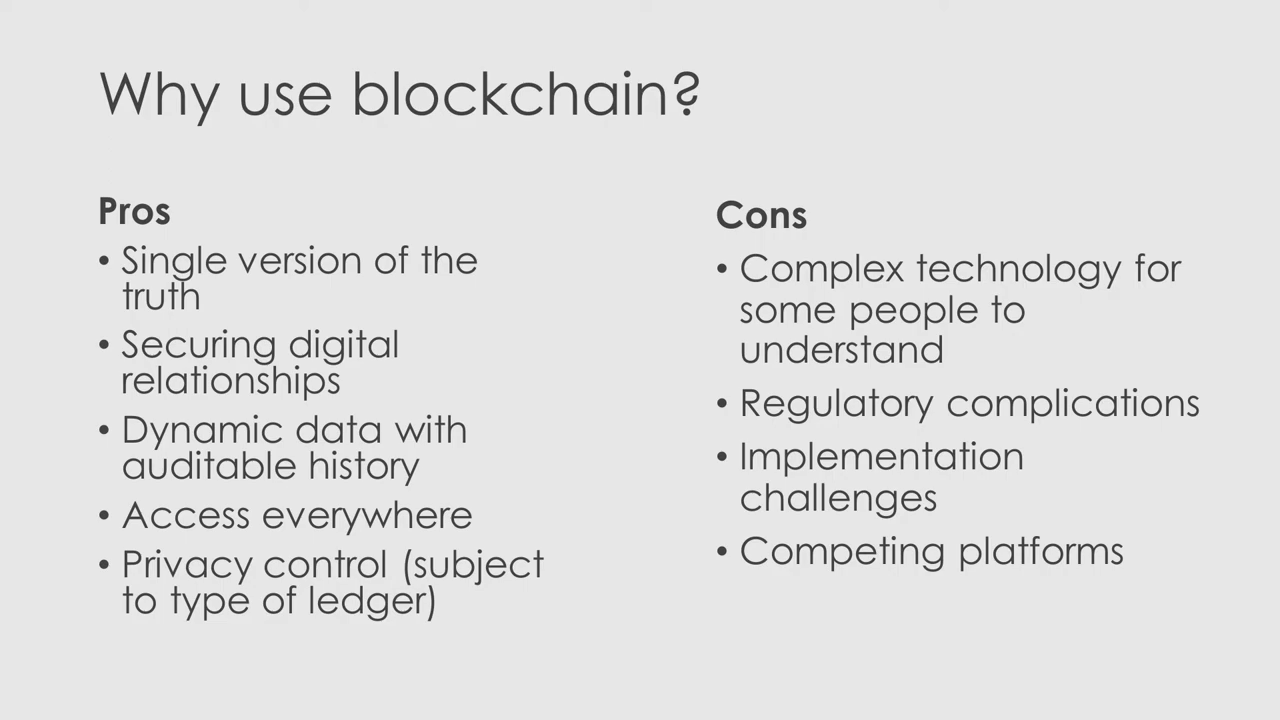 Why use blockchain?
Pros
• Single version of the
truth
• Securing digital
relationships
• Dynamic data with
auditable history
• Access everywhere
• Privacy control (subject
to type of ledger)
Cons
• Complex technology for
some people to
understand
• Regulatory complications
• Implementation
challenges
• Competing platforms